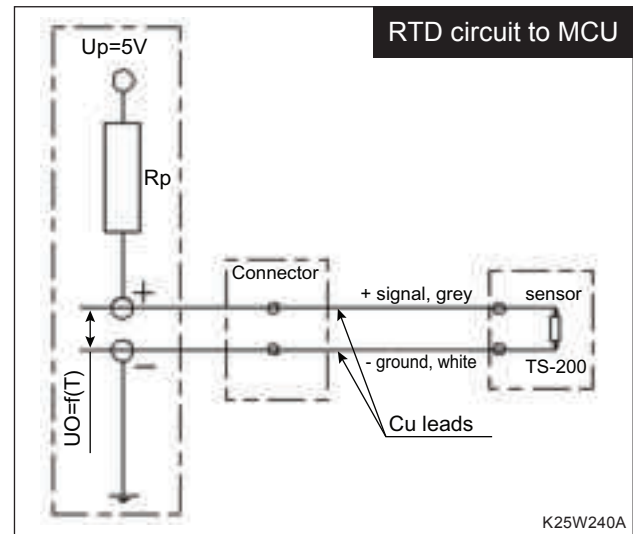 RTD circuit to MCU
Up=5V
Rp
+
Connector
+ signal, grey
sensor
- ground, white
TS-200
−
UO=f(T)
Cu leads
K25W240A